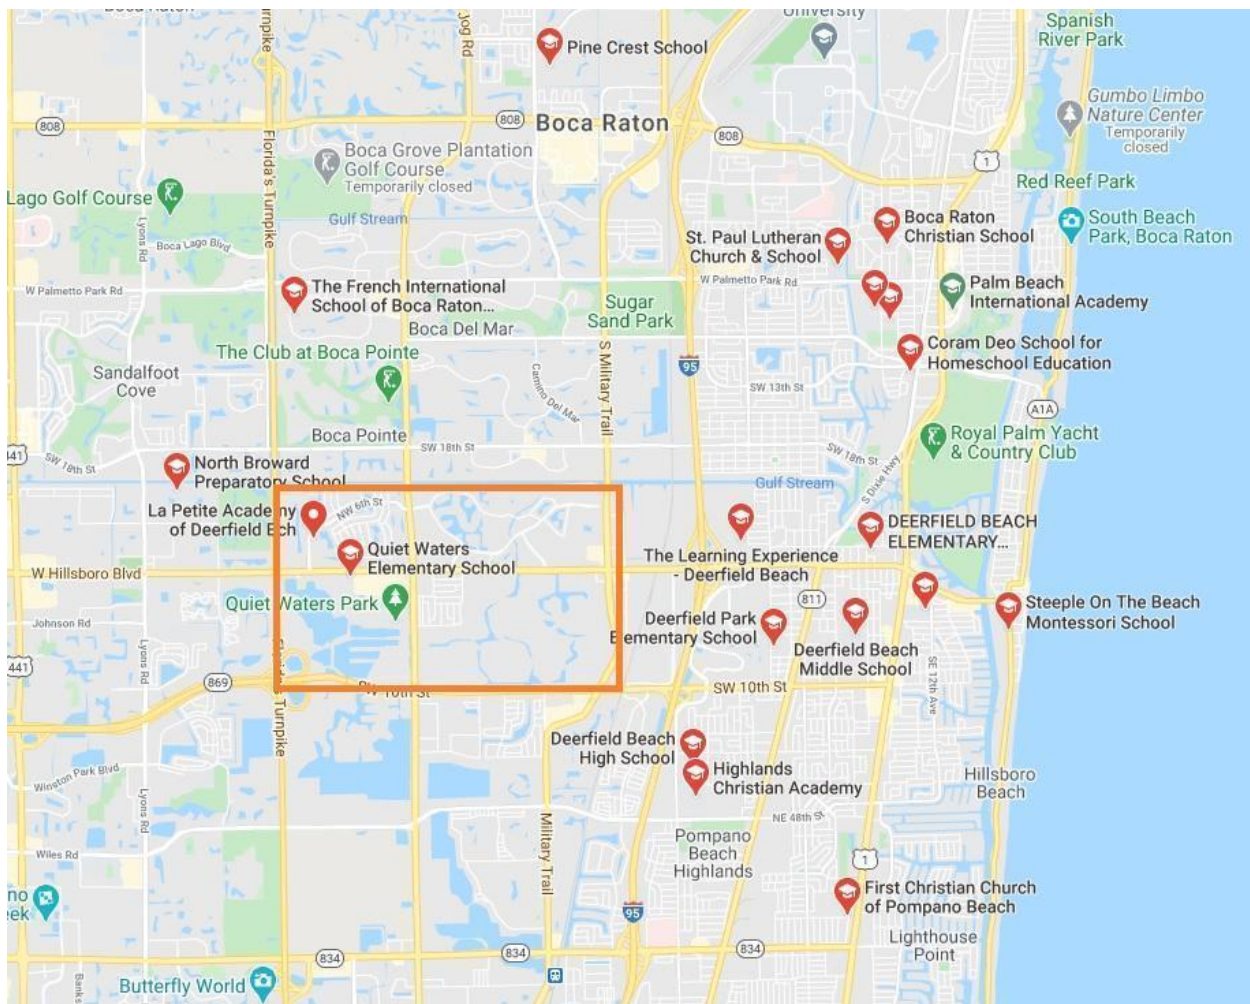 Boca Raton
University
Spanish
River Park
Florida's Turnpike
Jog Rd
Pine Crest School
Gumbo Limbo
Nature Center
Temporarily
closed
808
808
Boca Raton
808
1
Boca Grove Plantation
Golf Course
Temporarily closed
Lago Golf Course
Lyons Rd
Gulf Stream
Boca Lago Blvd
Red Reef Park
Boca Raton
Christian School
South Beach
Park, Boca Raton
St. Paul Lutheran
Church & School
W Palmetto Park Rd
The French International
School of Boca Raton...
W Palmetto Park Rd
Palm Beach
International Academy
Sugar
Sand Park
Boca Del Mar
The Club at Boca Pointe
S Military Trail
95
Coram Deo School for
Homeschool Education
Sandalfoot
Cove
Camino Del Mar
SW 13th St
A1A
Boca Pointe
SW 18th St
Royal Palm Yacht
& Country Club
441
SW 18th St
SW 18th St
S Dixie Hwy
North Broward
Preparatory School
Gulf Stream
La Petite Academy
of Deerfield Bch
NW 6th St
DEERFIELD BEACH
ELEMENTARY...
Quiet Waters
Elementary School
The Learning Experience
- Deerfield Beach
W Hillsboro Blvd
Quiet Waters Park
811
Steeple On The Beach
Montessori School
Johnson Rd
Deerfield Park
Elementary School
Deerfield Beach
Middle School
441
Lyons Rd
869
SW 10th St
SW 10th St
SE 12th Ave
Florida's Turnpike
Deerfield Beach
High School
Highlands
Christian Academy
Winston Park Blvd
Hillsboro
Beach
Lyons Rd
Military Trail
NE 48th St
Pompano
Beach
Highlands
Wiles Rd
1
First Christian Church
of Pompano Beach
95
Lighthouse
Point
834
834
834
Butterfly World